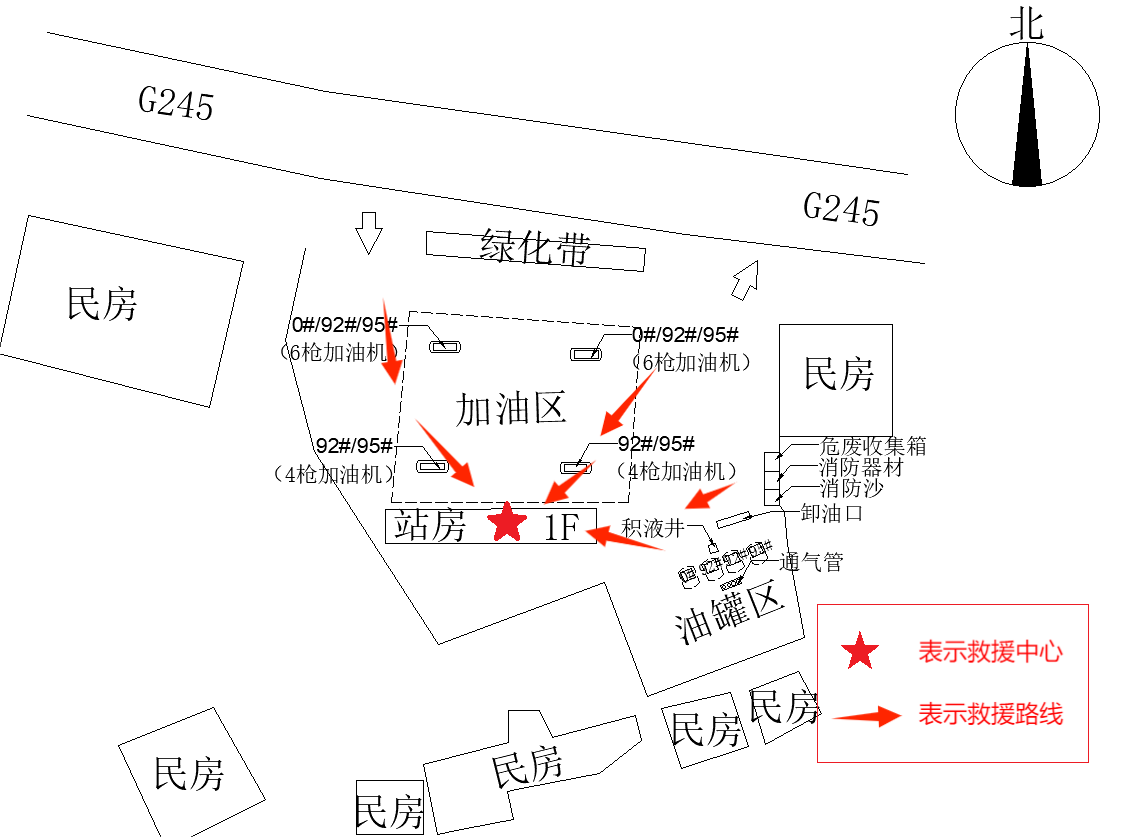 北
G245
G245
绿化带
民房
0#/92#/95#
（6枪加油机）
0#/92#/95#
（6枪加油机）
民房
加油区
92#/95#
（4枪加油机）
92#/95#
（4枪加油机）
危废收集箱
消防器材
消防沙
卸油口
站房
1F
积液井
通气管
0#
92#
油罐区
表示救援中心
表示救援路线
民房
民房
民房
民房
民房